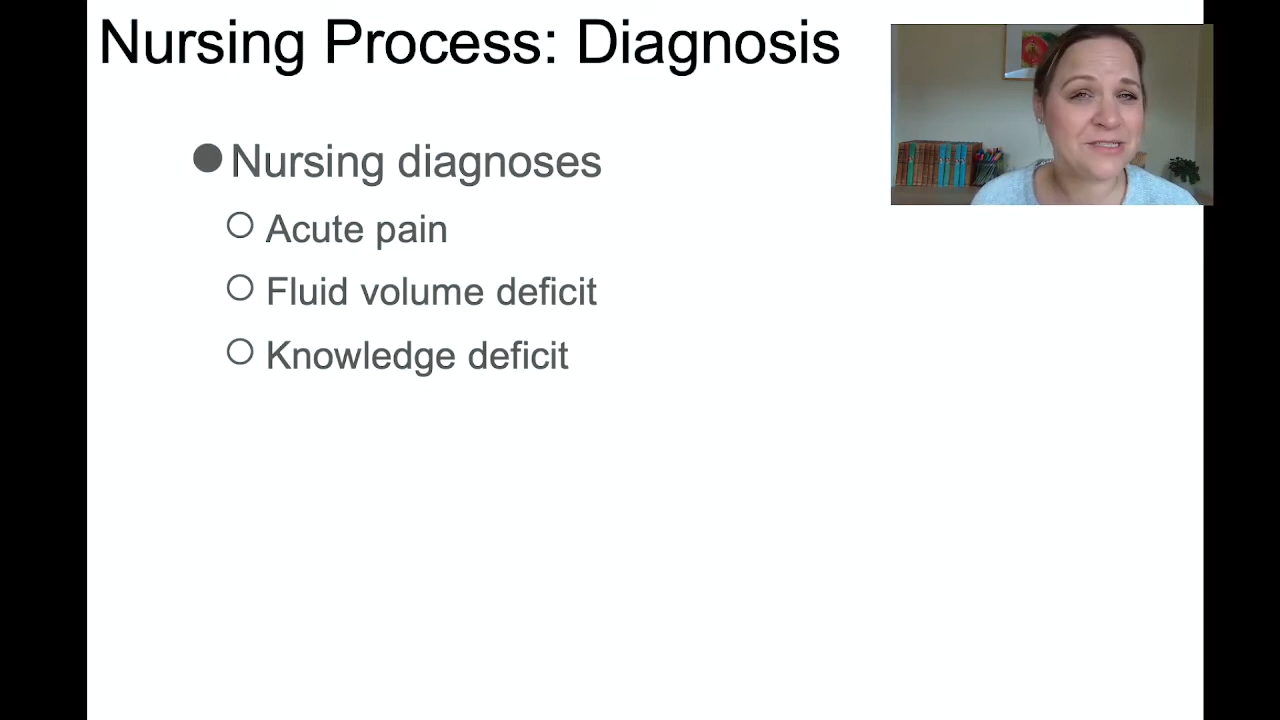 Nursing Process: Diagnosis
Nursing diagnoses
Acute pain
Fluid volume deficit
Knowledge deficit